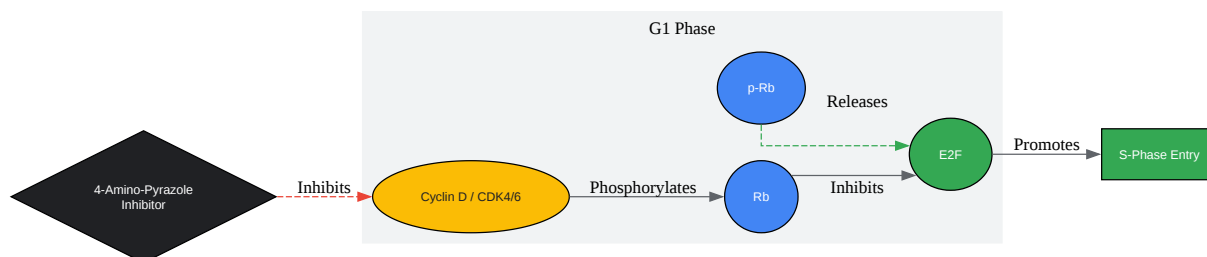 G1 Phase
p-Rb
Releases
4-Amino-Pyrazole
Inhibitor
Inhibits
Cyclin D / CDK4/6
Phosphorylates
Rb
Inhibits
E2F
Promotes
S-Phase Entry